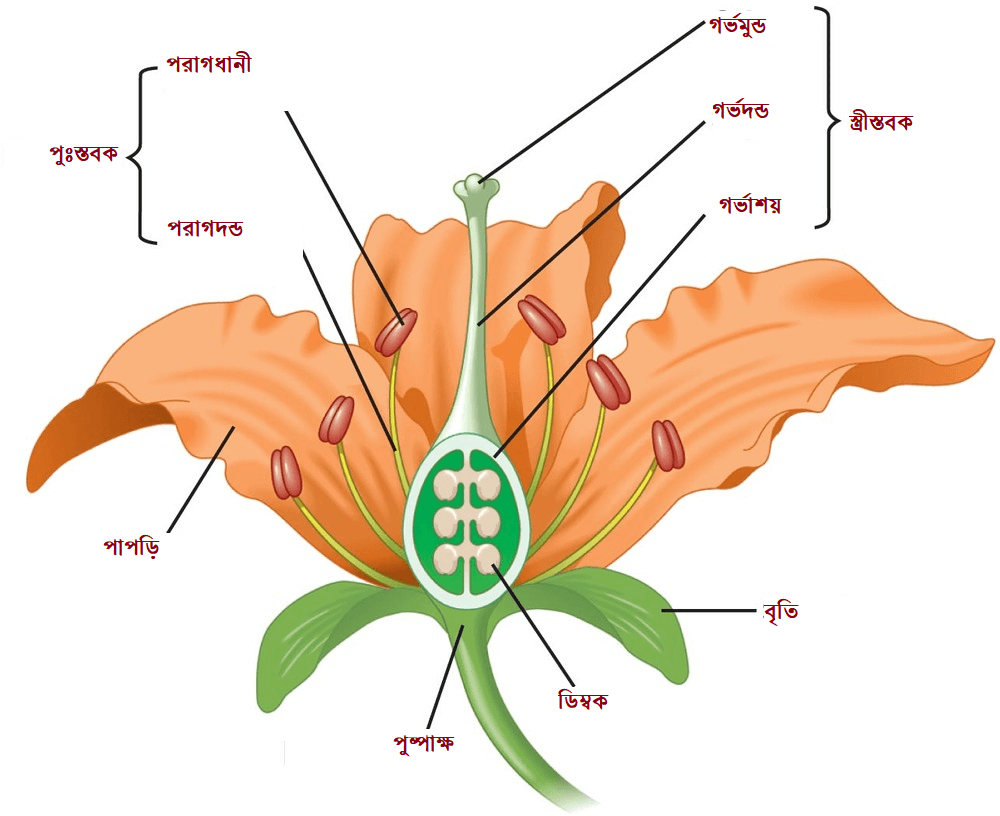 গর্ভমুন্ড
পরাগধানী
গর্ভদন্ড
স্ত্রীস্তবক
পুংস্তবক
গর্ভাশয়
পরাগদন্ড
পাপড়ি
বৃতি
ডিম্বক
পুষ্পাক্ষ